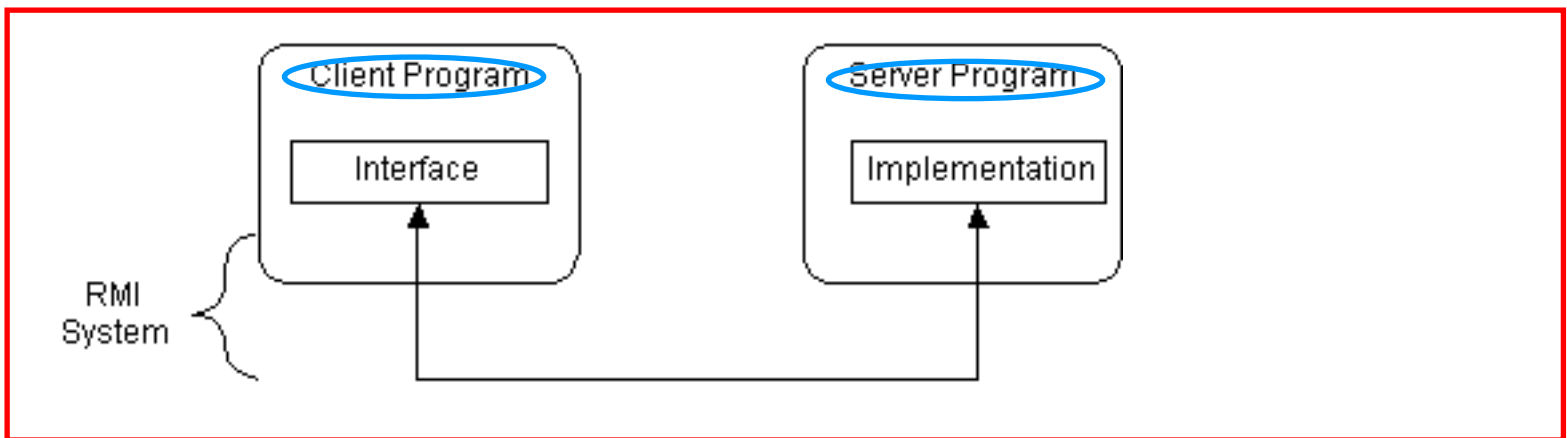 Client Program
Server Program
Interface
Implementation
RMI
System